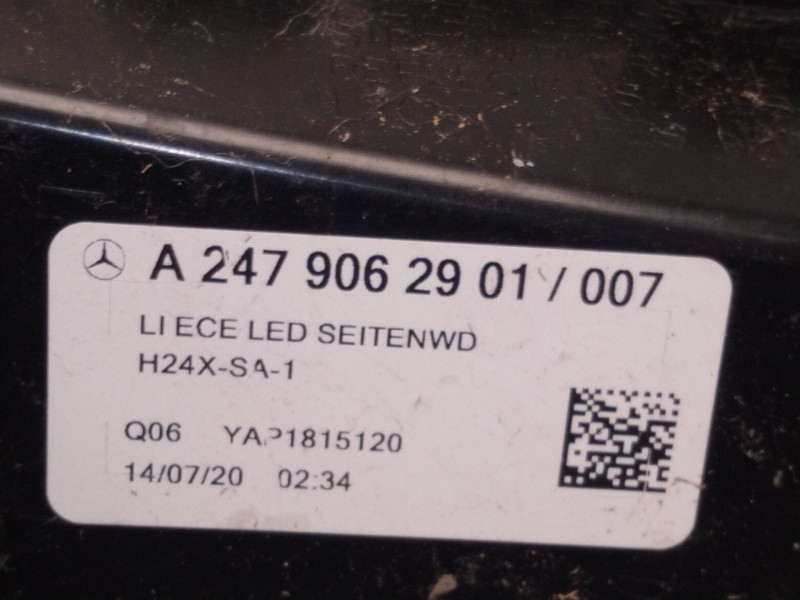 A 247 906 29 01 / 007
LI ECE LED SEITENWD
H24X-SA-1
Q06 YAP1815120
14/07/20 02:34